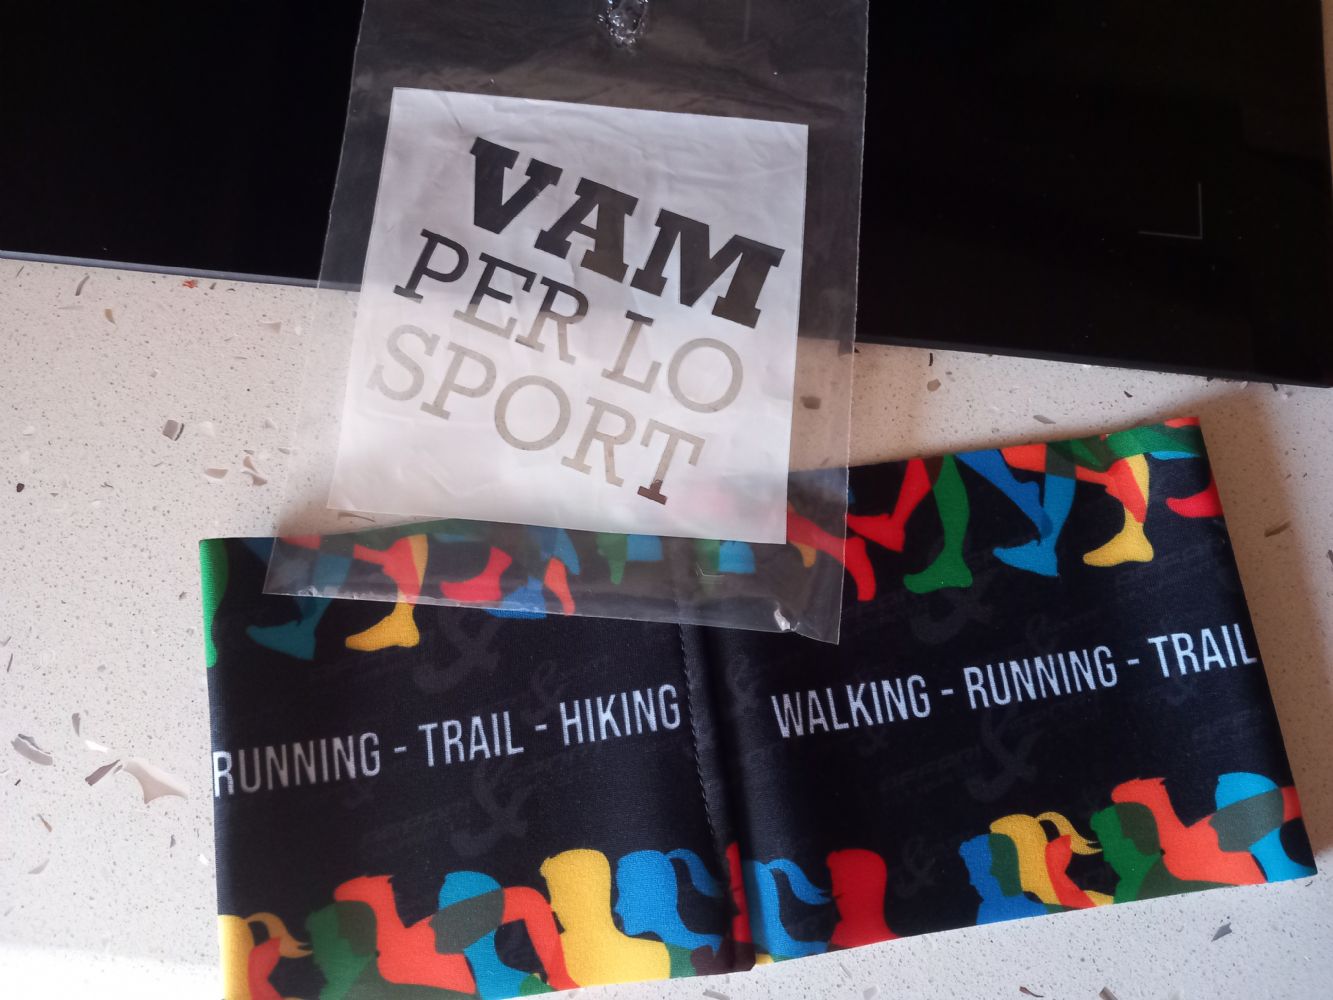 VAM
PER LO
SPORT
RUNNING - TRAIL - HIKING
WALKING - RUNNING - TRAIL